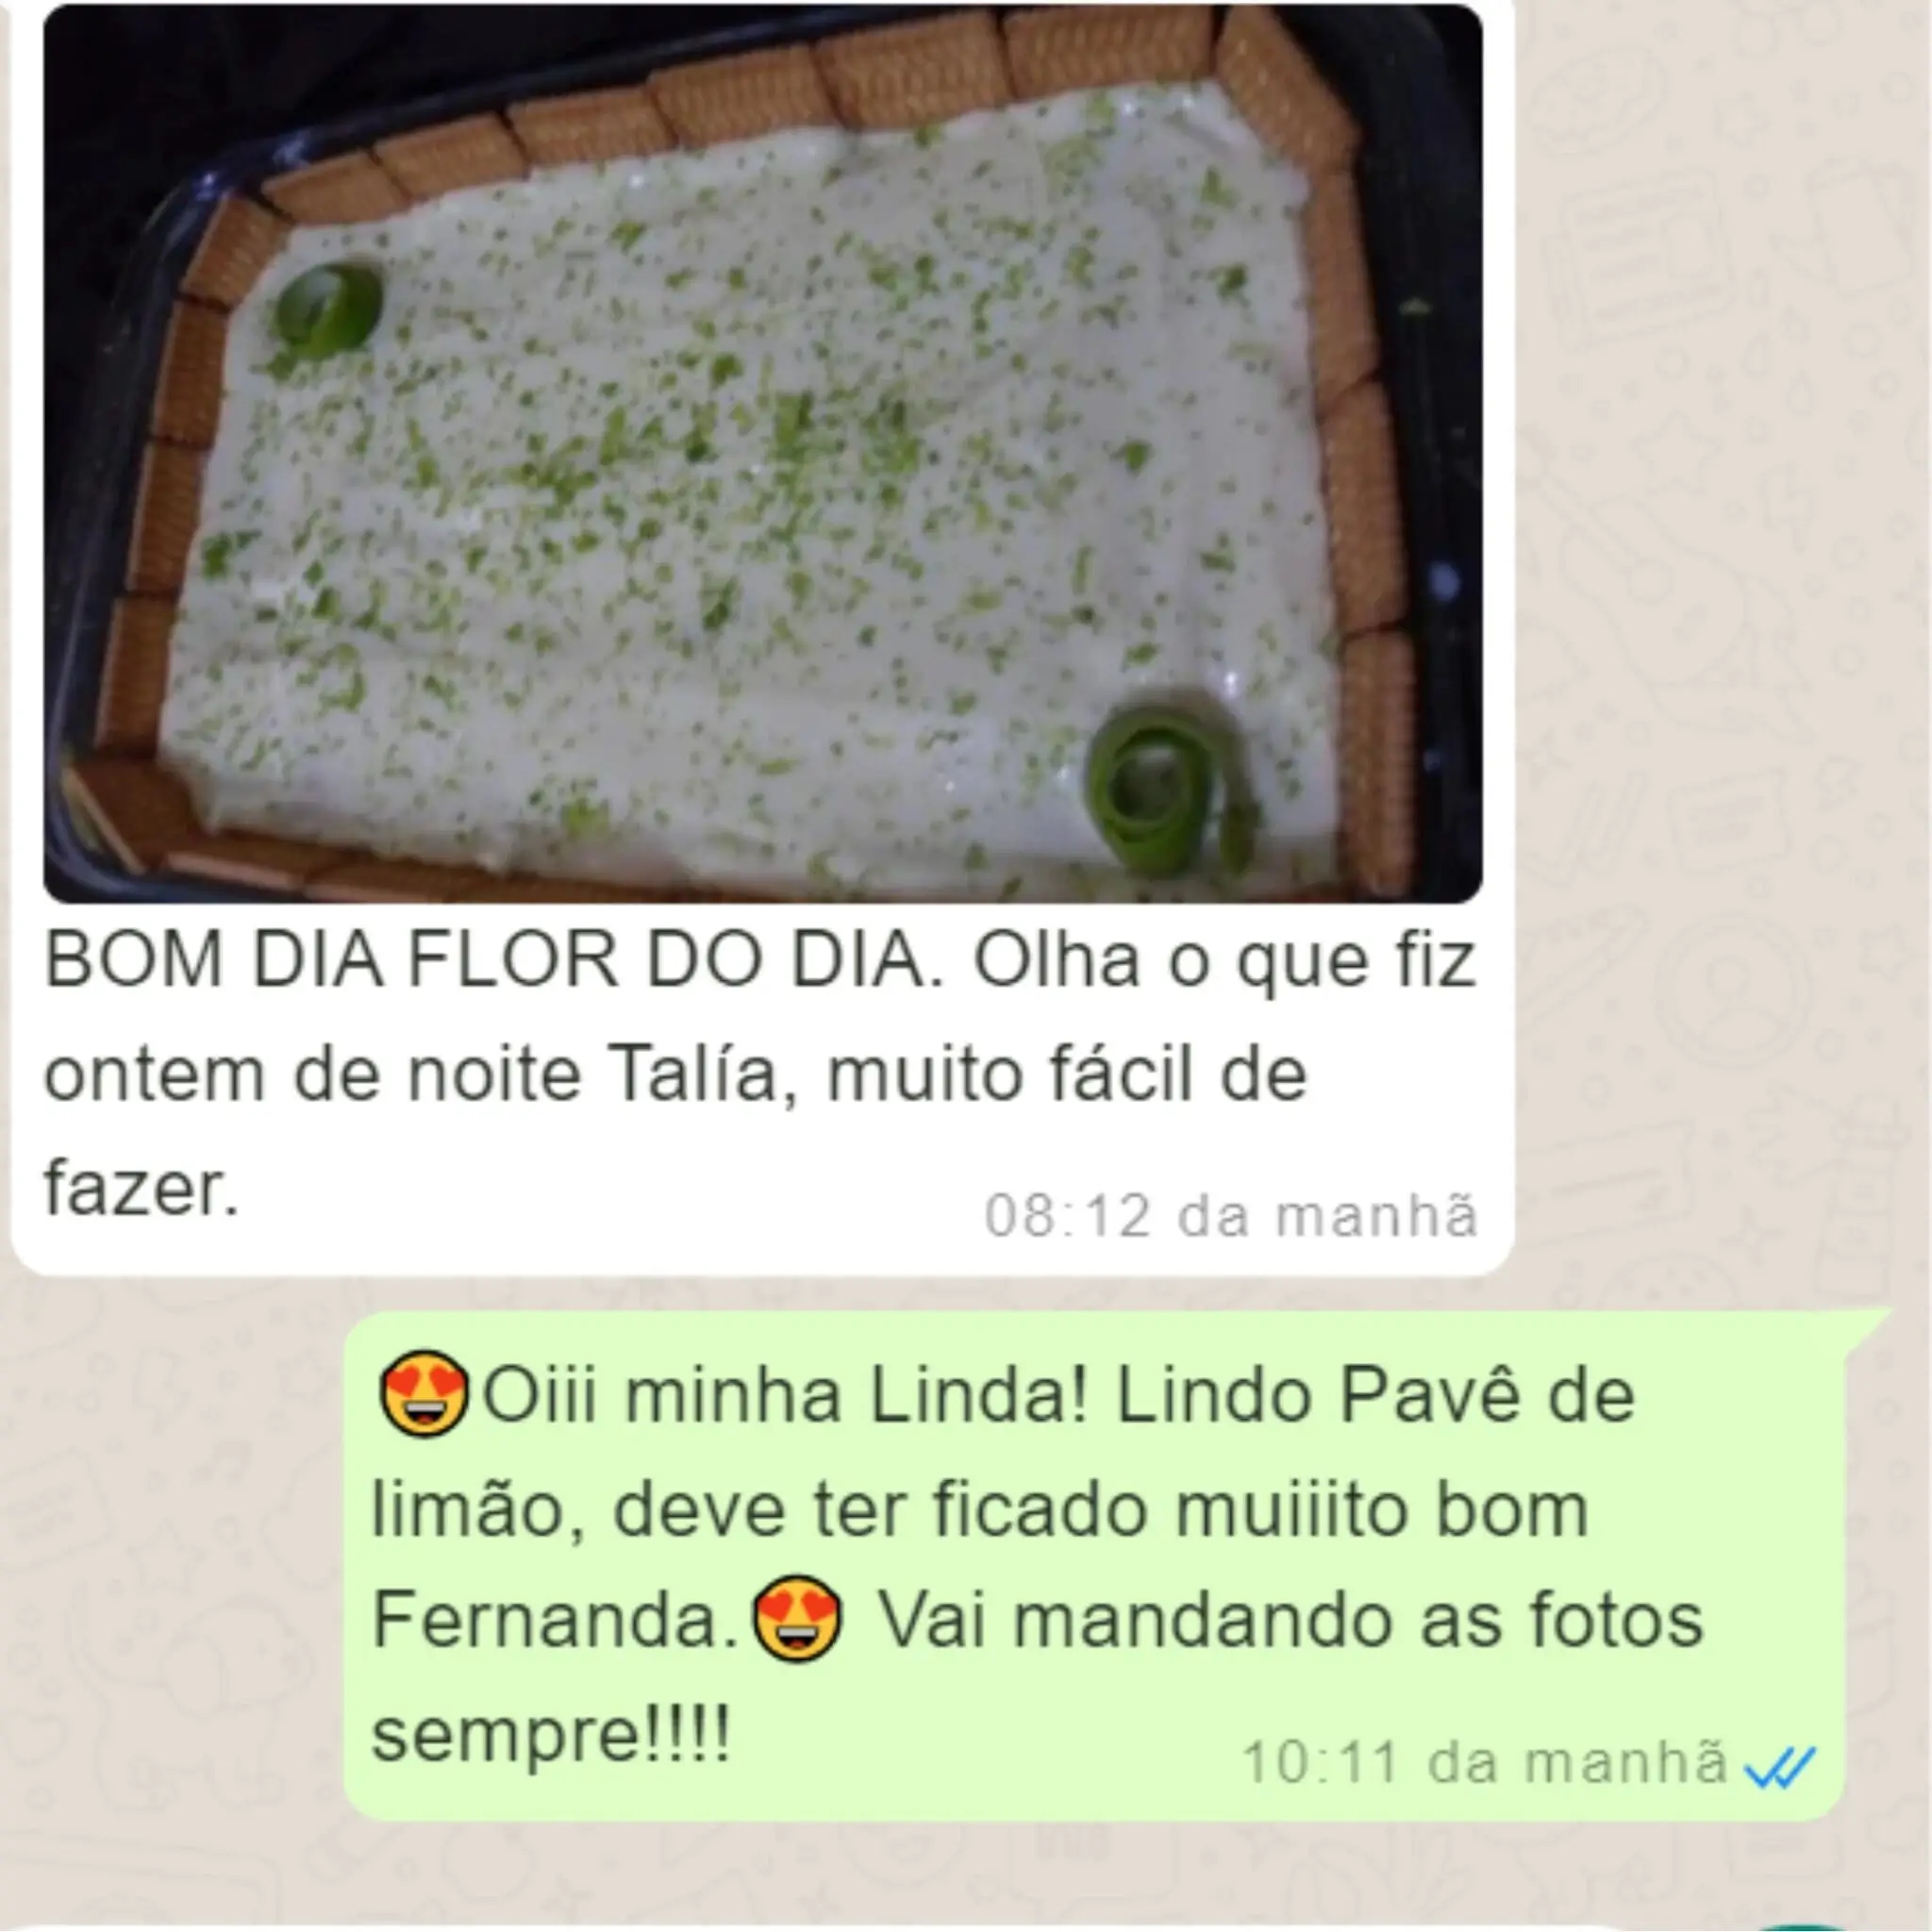 BOM DIA FLOR DO DIA. Olha o que fiz
ontem de noite Talía, muito fácil de
fazer.
08:12 da manhã
😍Oiii minha Linda! Lindo Pavê de
limão, deve ter ficado muiiito bom
Fernanda.😍 Vai mandando as fotos
sempre!!!!
10:11 da manhã